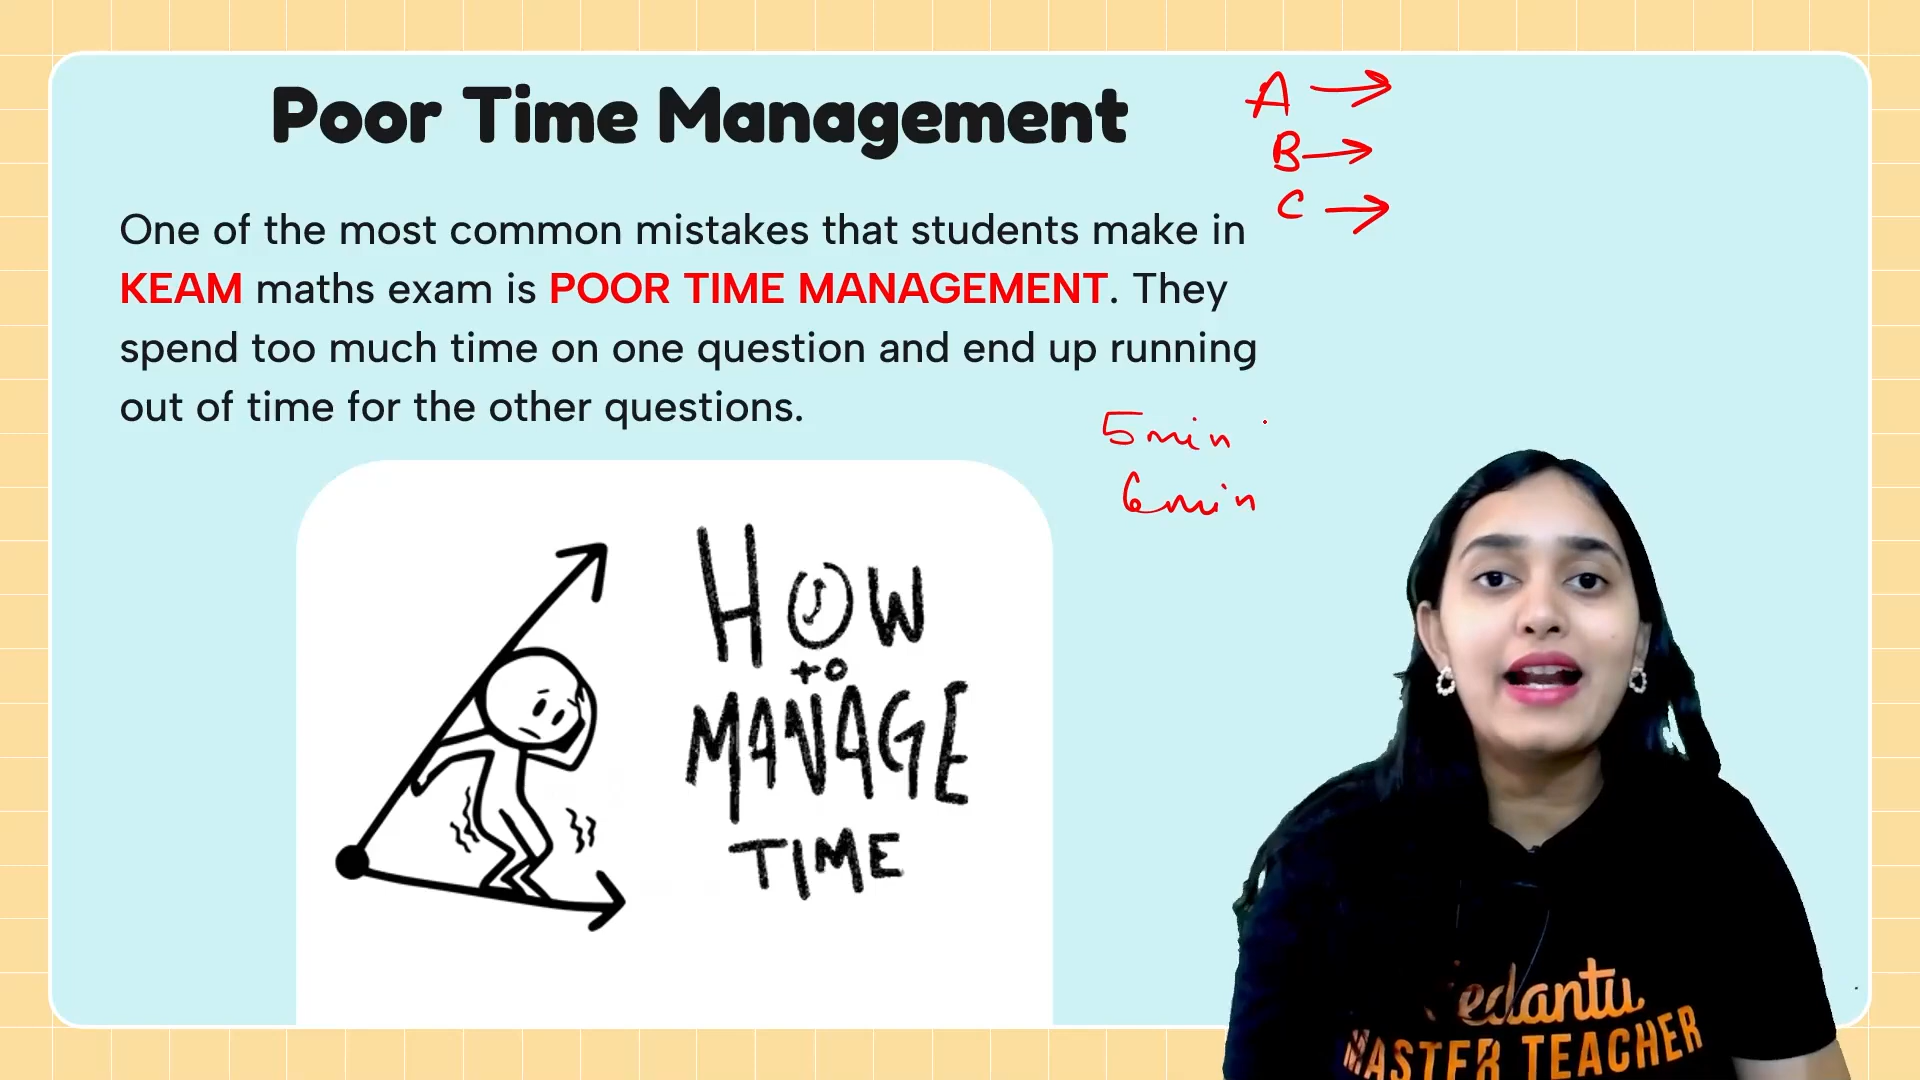 Poor Time Management
A →
B →
C →
One of the most common mistakes that students make in
KEAM maths exam is POOR TIME MANAGEMENT. They
spend too much time on one question and end up running
out of time for the other questions.
5 min
6 min
HOW
to
MANAGE
TIME
Vedantu
MASTER TEACHER